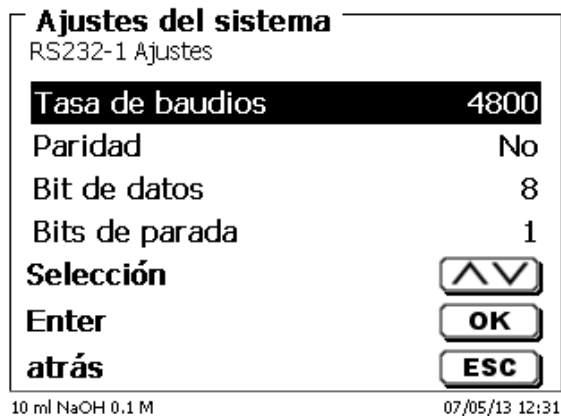 Ajustes del sistema
RS232-1 Ajustes
Tasa de baudios 4800
Paridad No
Bit de datos 8
Bits de parada 1
Selección
Enter OK
atrás ESC
10 ml NaOH 0.1 M 07/05/13 12:31